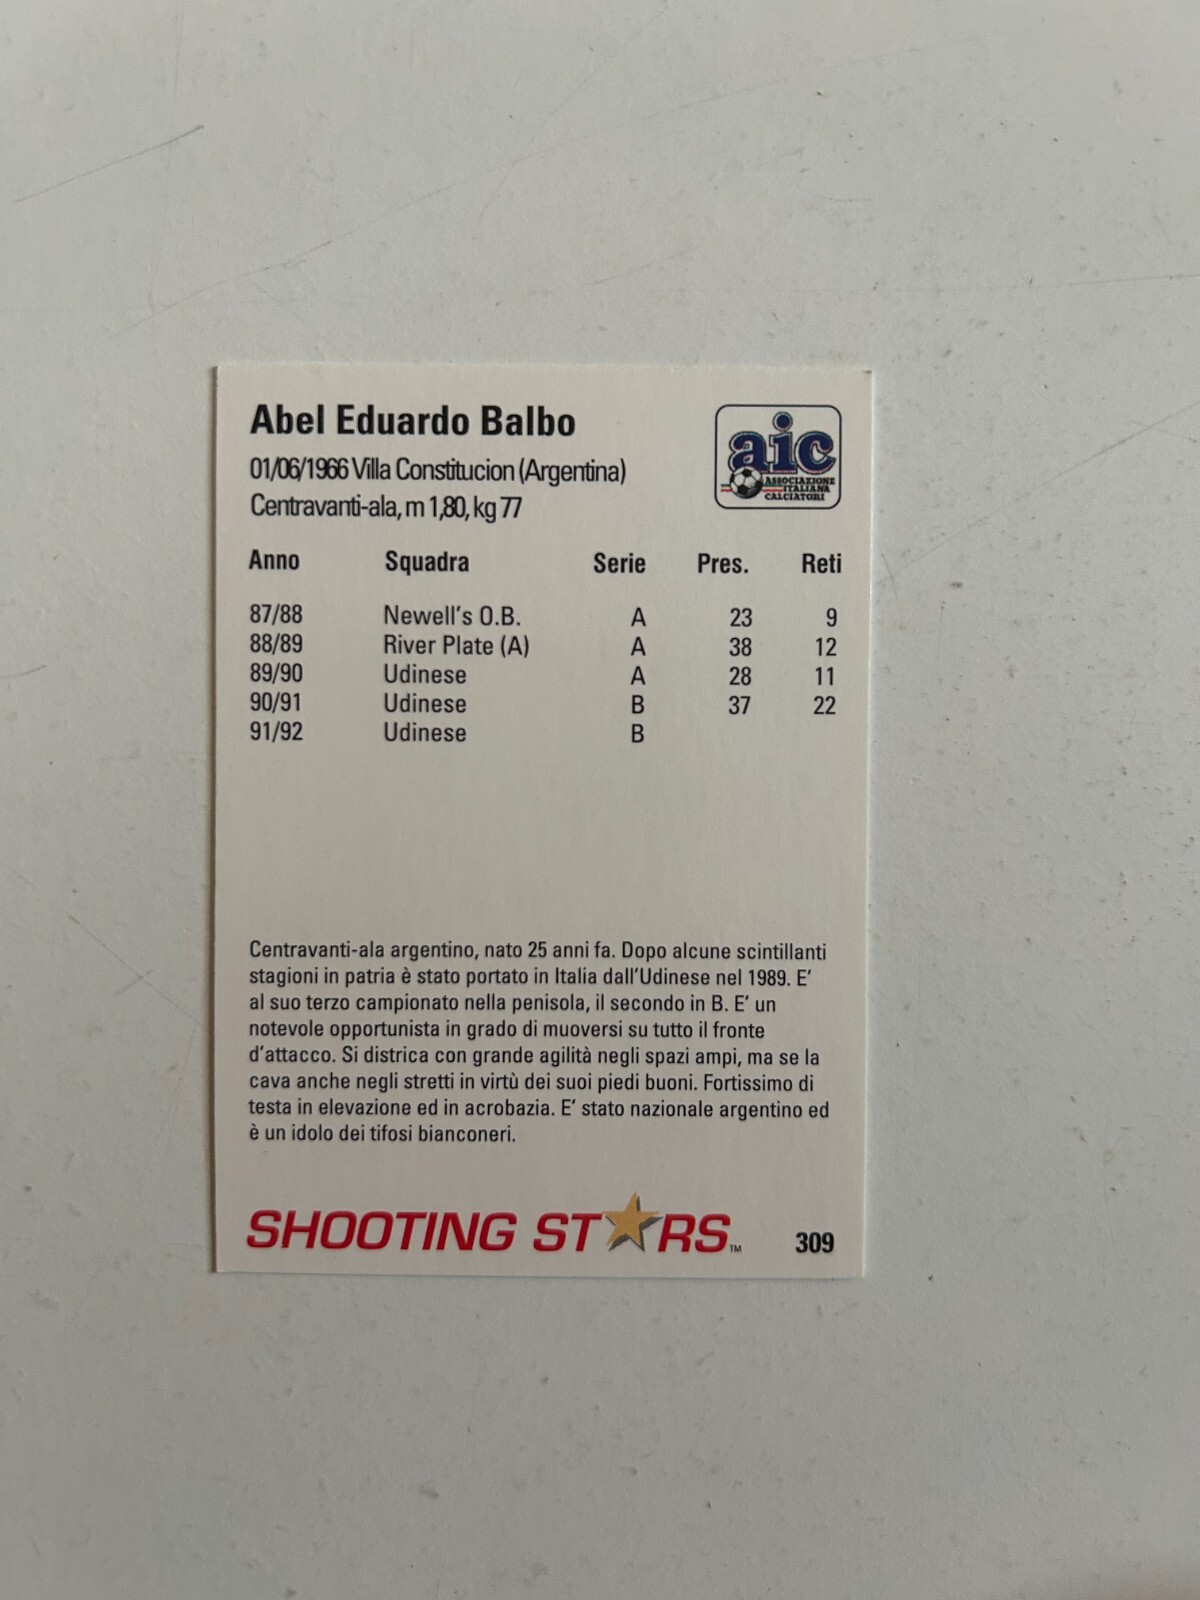 Abel Eduardo Balbo
01/06/1966 Villa Constitucion (Argentina)
Centravanti-ala, m 1,80, kg 77
aic
ASSOCIAZIONE
ITALIANA
CALCIATORI
Anno Squadra Serie Pres. Reti
87/88 Newell's O.B. A 23 9
88/89 River Plate (A) A 38 12
89/90 Udinese A 28 11
90/91 Udinese B 37 22
91/92 Udinese B
Centravanti-ala argentino, nato 25 anni fa. Dopo alcune scintillanti
stagioni in patria è stato portato in Italia dall'Udinese nel 1989. E'
al suo terzo campionato nella penisola, il secondo in B. E' un
notevole opportunista in grado di muoversi su tutto il fronte
d'attacco. Si districa con grande agilità negli spazi ampi, ma se la
cava anche negli stretti in virtù dei suoi piedi buoni. Fortissimo di
testa in elevazione ed in acrobazia. E' stato nazionale argentino ed
è un idolo dei tifosi bianconeri.
SHOOTING ST★RS™ 309